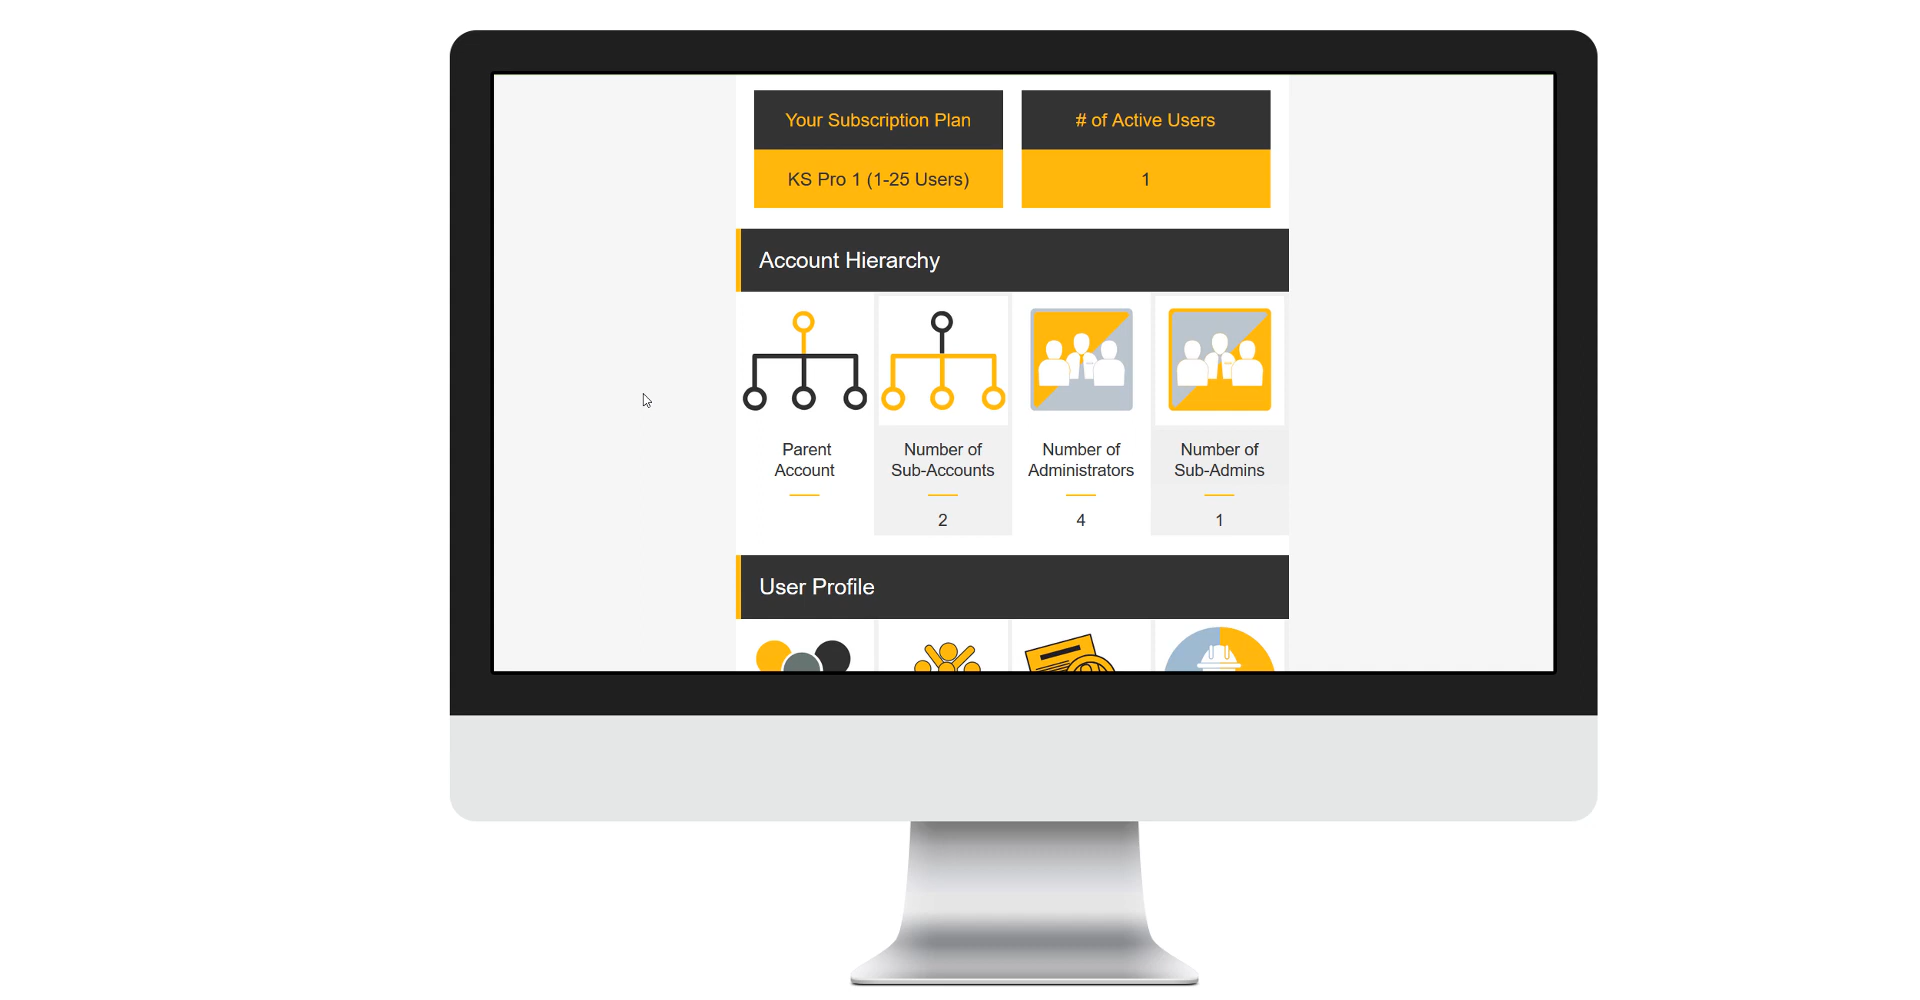 Your Subscription Plan
# of Active Users
KS Pro 1 (1-25 Users)
1
Account Hierarchy
Parent
Account
Number of
Sub-Accounts
2
Number of
Administrators
4
Number of
Sub-Admins
1
User Profile